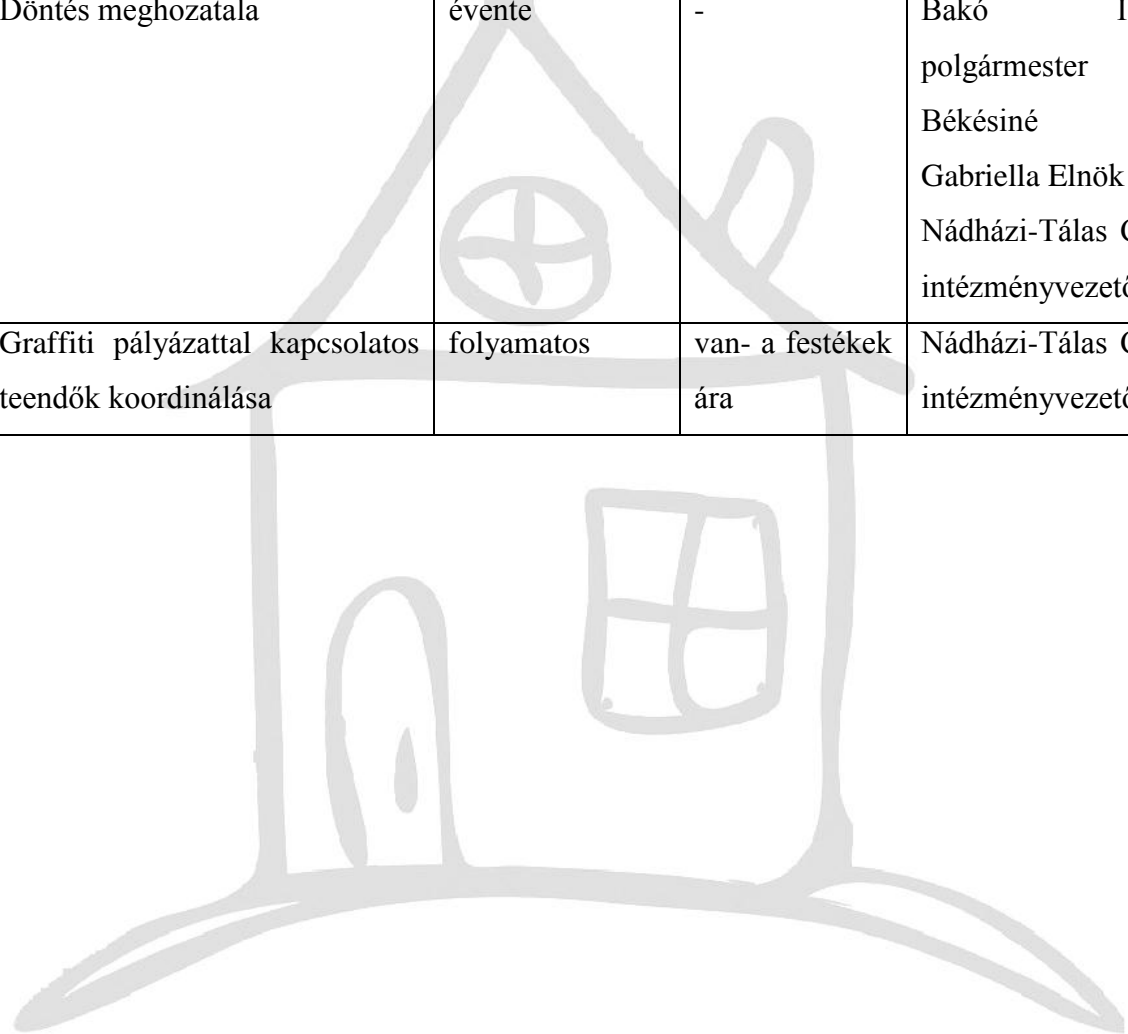 Döntés meghozatala évente - Bakó
polgármester
Békésiné
Gabriella Elnök
Nádházi-Tálas
intézményvezető
Graffiti pályázattal kapcsolatos folyamatos van- a festékek Nádházi-Tálas
teendők koordinálása ára intézményvezető